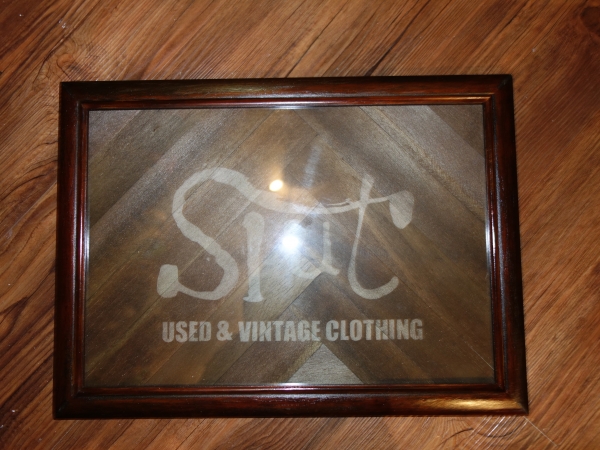 USED & VINTAGE CLOTHING